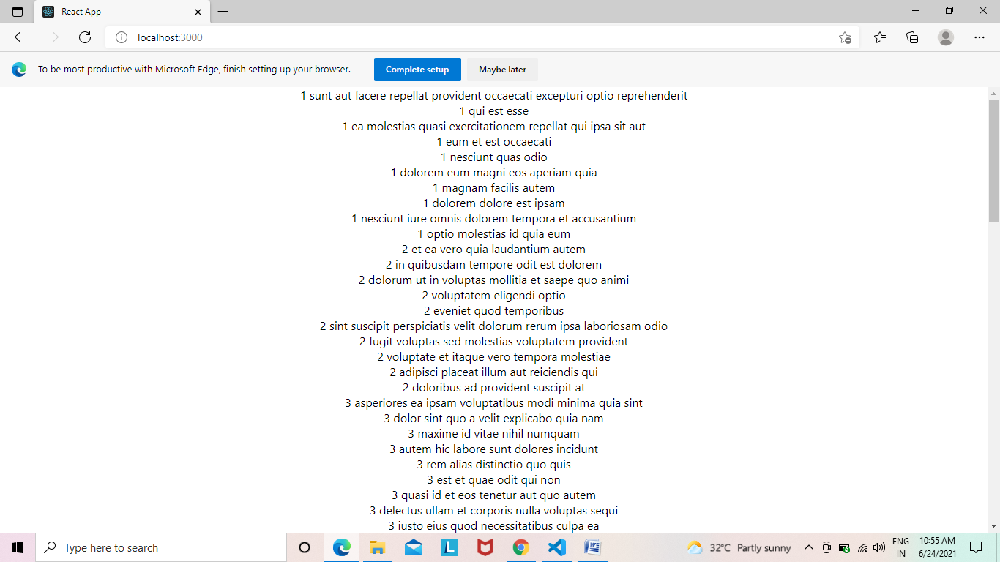 React App
localhost:3000
To be most productive with Microsoft Edge, finish setting up your browser. Complete setup Maybe later
1 sunt aut facere repellat provident occaecati excepturi optio reprehenderit
1 qui est esse
1 ea molestias quasi exercitationem repellat qui ipsa sit aut
1 eum et est occaecati
1 nesciunt quas odio
1 dolorem eum magni eos aperiam quia
1 magnam facilis autem
1 dolorem dolore est ipsam
1 nesciunt iure omnis dolorem tempora et accusantium
1 optio molestias id quia eum
2 et ea vero quia laudantium autem
2 in quibusdam tempore odit est dolorem
2 dolorum ut in voluptas mollitia et saepe quo animi
2 voluptatem eligendi optio
2 eveniet quod temporibus
2 sint suscipit perspiciatis velit dolorum rerum ipsa laboriosam odio
2 fugit voluptas sed molestias voluptatem provident
2 voluptate et itaque vero tempora molestiae
2 adipisci placeat illum aut reiciendis qui
2 doloribus ad provident suscipit at
3 asperiores ea ipsam voluptatibus modi minima quia sint
3 dolor sint quo a velit explicabo quia nam
3 maxime id vitae nihil numquam
3 autem hic labore sunt dolores incidunt
3 rem alias distinctio quo quis
3 est et quae odit qui non
3 quasi id et eos tenetur aut quo autem
3 delectus ullam et corporis nulla voluptas sequi
3 iusto eius quod necessitatibus culpa ea
Type here to search
L
W
32°C Partly sunny
ENG
IN
10:55 AM
6/24/2021